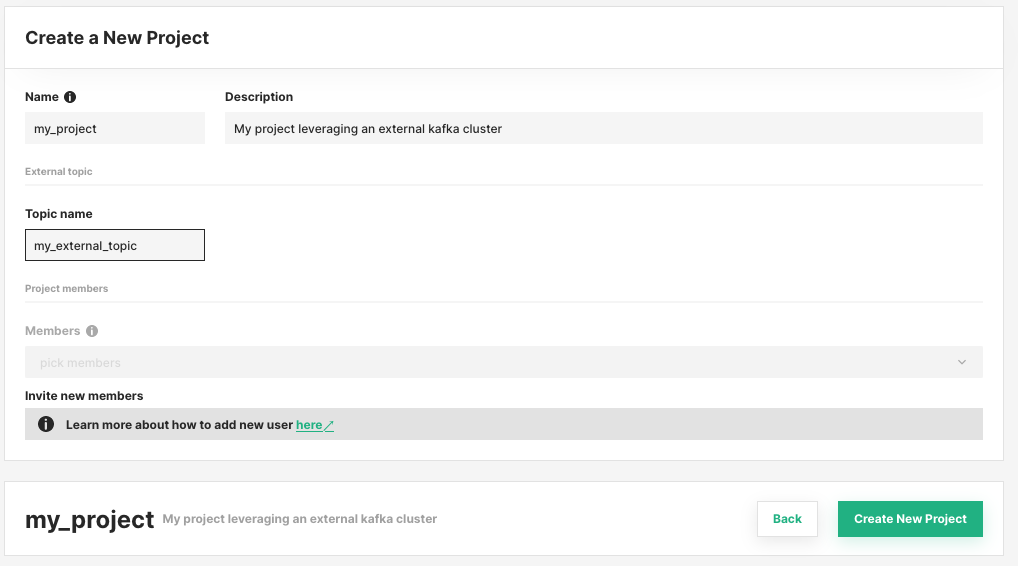 Create a New Project
Name
Description
my_project
My project leveraging an external kafka cluster
External topic
Topic name
my_external_topic
Project members
Members
pick members
Invite new members
Learn more about how to add new user here
my_project My project leveraging an external kafka cluster
Back
Create New Project